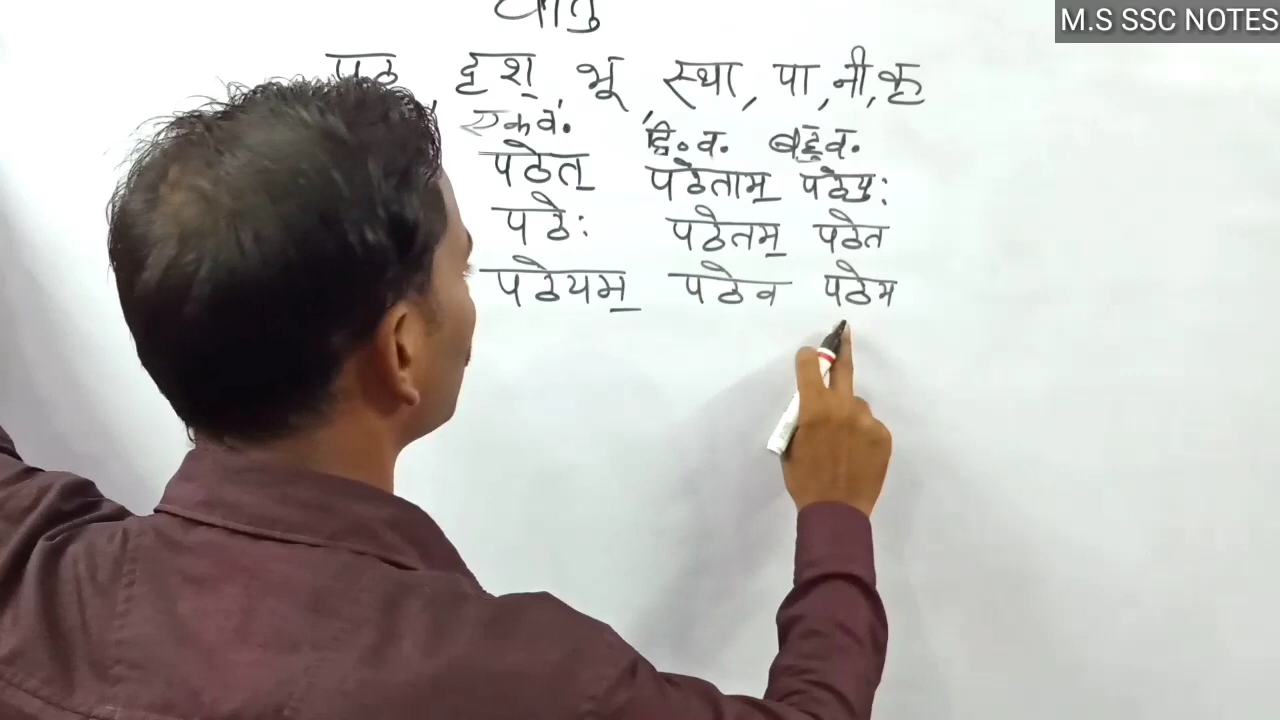 M.S SSC NOTES
धातु
पठ, दृश्, भू, स्था, पा, नी, कृ
एकव. द्वि.व. बहुव.
पठेत् पठेताम् पठेयुः
पठेः पठेतम् पठेत
पठेयम् पठेव पठेम